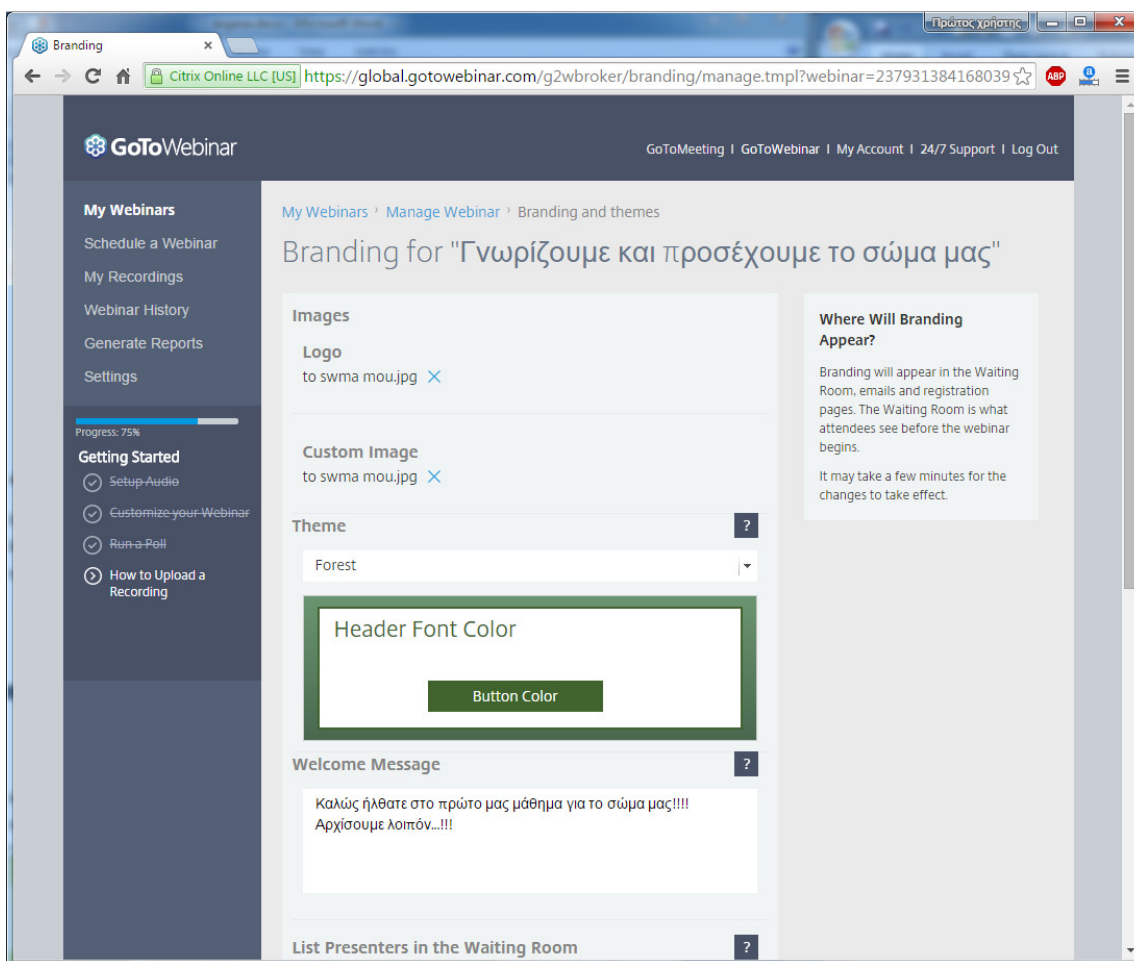 Πρώτος χρήστης
Branding
Citrix Online LLC [US] https://global.gotowebinar.com/g2wbroker/branding/manage.tmpl?webinar=237931384168039
ABP
GoToWebinar
GoToMeeting | GoToWebinar | My Account | 24/7 Support | Log Out
My Webinars
Schedule a Webinar
My Recordings
Webinar History
Generate Reports
Settings
Progress: 75%
Getting Started
Setup Audio
Customize your Webinar
Run a Poll
How to Upload a
Recording
My Webinars › Manage Webinar › Branding and themes
Branding for "Γνωρίζουμε και προσέχουμε το σώμα μας"
Images
Logo
to swma mou.jpg
Custom Image
to swma mou.jpg
Theme ?
Forest
Header Font Color
Button Color
Welcome Message ?
Καλώς ήλθατε στο πρώτο μας μάθημα για το σώμα μας!!!!
Αρχίσουμε λοιπόν...!!!
List Presenters in the Waiting Room ?
Where Will Branding
Appear?
Branding will appear in the Waiting
Room, emails and registration
pages. The Waiting Room is what
attendees see before the webinar
begins.
It may take a few minutes for the
changes to take effect.